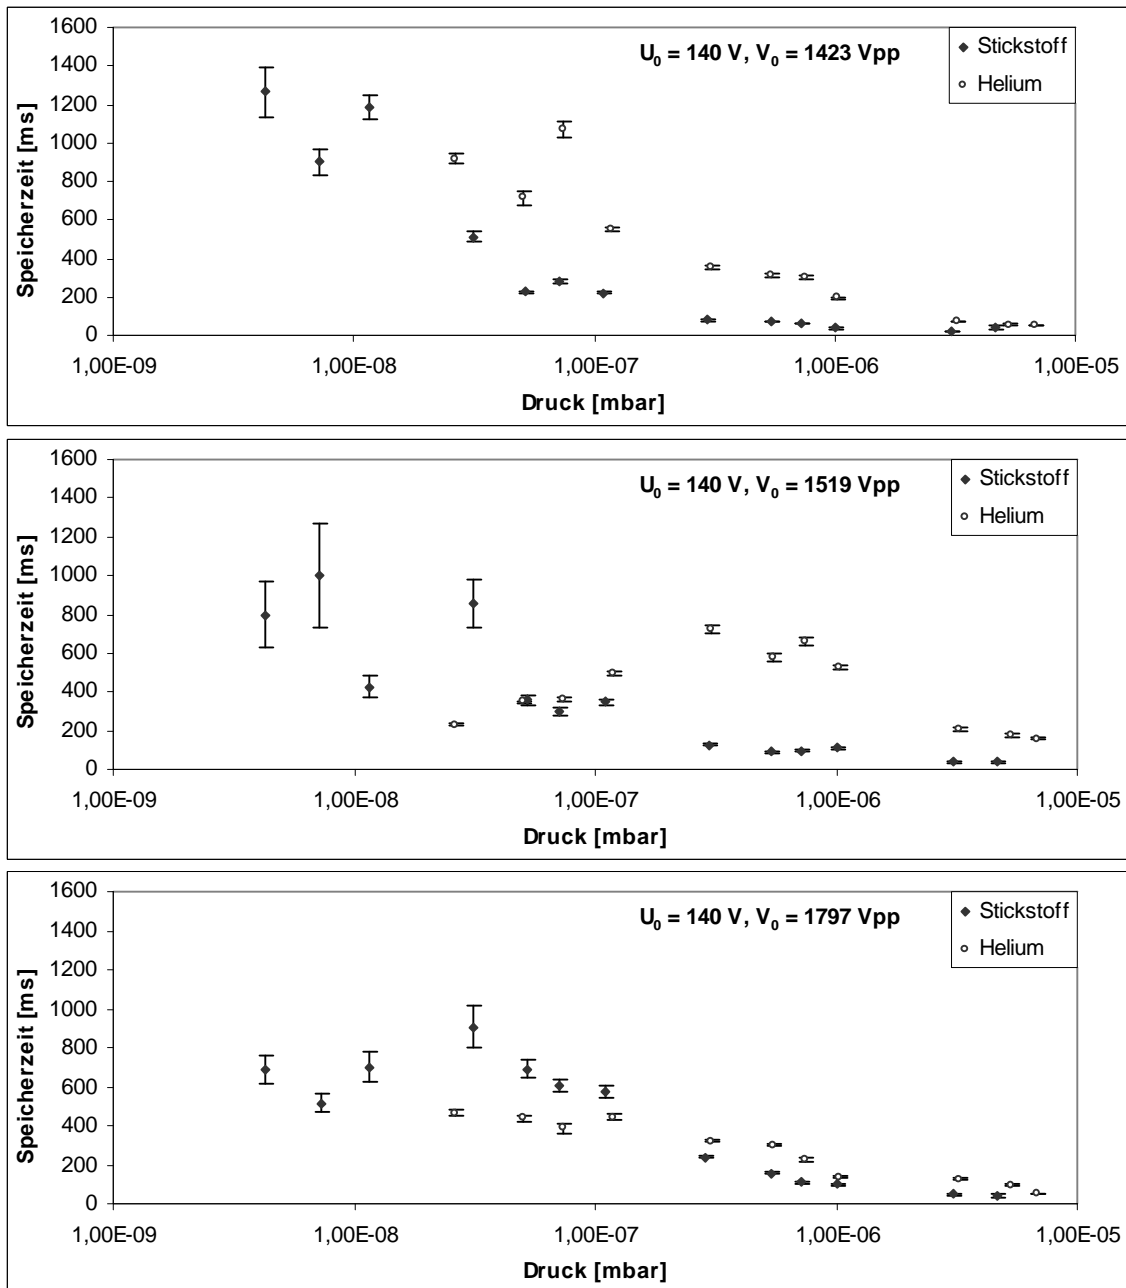 U0 = 140 V, V0 = 1423 Vpp
Stickstoff
Helium
Speicherzeit [ms]
1600
1400
1200
1000
800
600
400
200
0
1,00E-09 1,00E-08 1,00E-07 1,00E-06 1,00E-05
Druck [mbar]
U0 = 140 V, V0 = 1519 Vpp
Stickstoff
Helium
Speicherzeit [ms]
1600
1400
1200
1000
800
600
400
200
0
1,00E-09 1,00E-08 1,00E-07 1,00E-06 1,00E-05
Druck [mbar]
U0 = 140 V, V0 = 1797 Vpp
Stickstoff
Helium
Speicherzeit [ms]
1600
1400
1200
1000
800
600
400
200
0
1,00E-09 1,00E-08 1,00E-07 1,00E-06 1,00E-05
Druck [mbar]